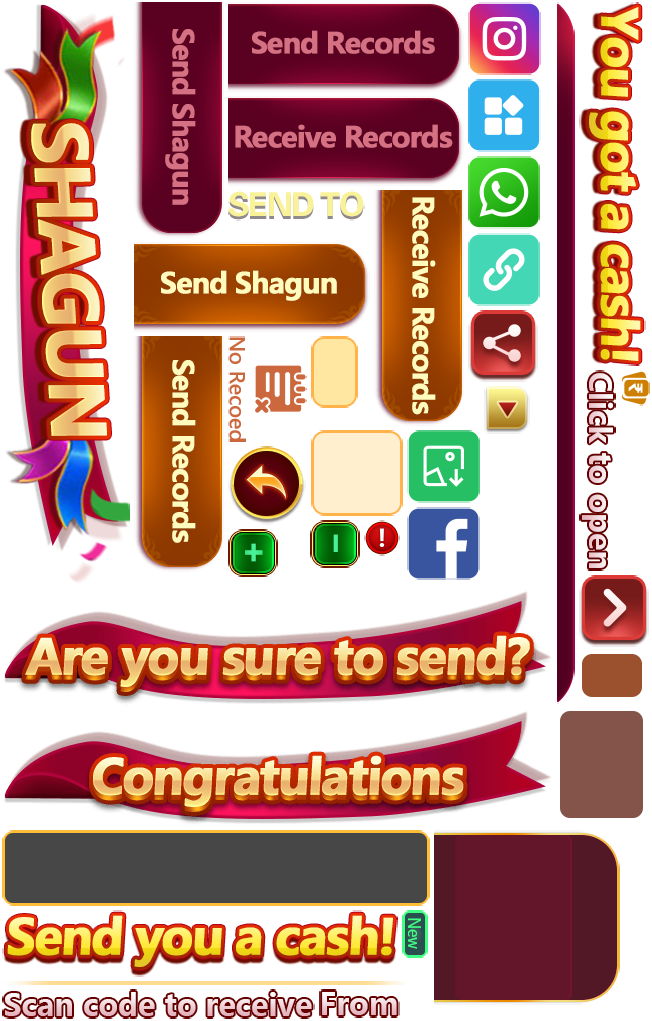 SHAGUN
Send Shagun
Send Records
Receive Records
SEND TO
Send Shagun
Receive Records
Send Records
No Recoed
You got a cash!
Click to open
Are you sure to send?
Congratulations
Send you a cash!
New
Scan code to receive From